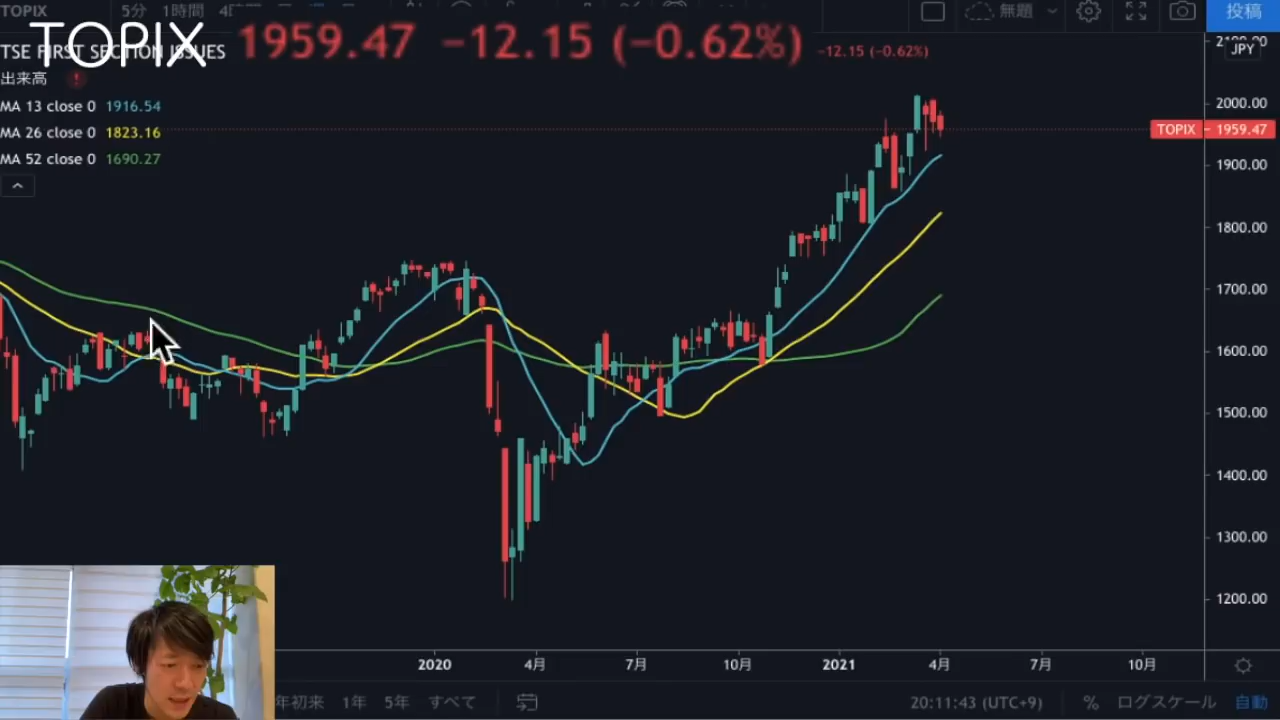 TOPIX
5分 1時間
無題
投稿
TOPIX
TSE FIRST SECTION ISSUES
1959.47 −12.15 (−0.62%)
−12.15 (−0.62%)
JPY
出来高
MA 13 close 0 1916.54
MA 26 close 0 1823.16
MA 52 close 0 1690.27
2000.00
TOPIX 1959.47
1900.00
1800.00
1700.00
1600.00
1500.00
1400.00
1300.00
1200.00
2020 4月 7月 10月 2021 4月 7月 10月
年初来 1年 5年 すべて
20:11:43 (UTC+9)
% ログスケール 自動